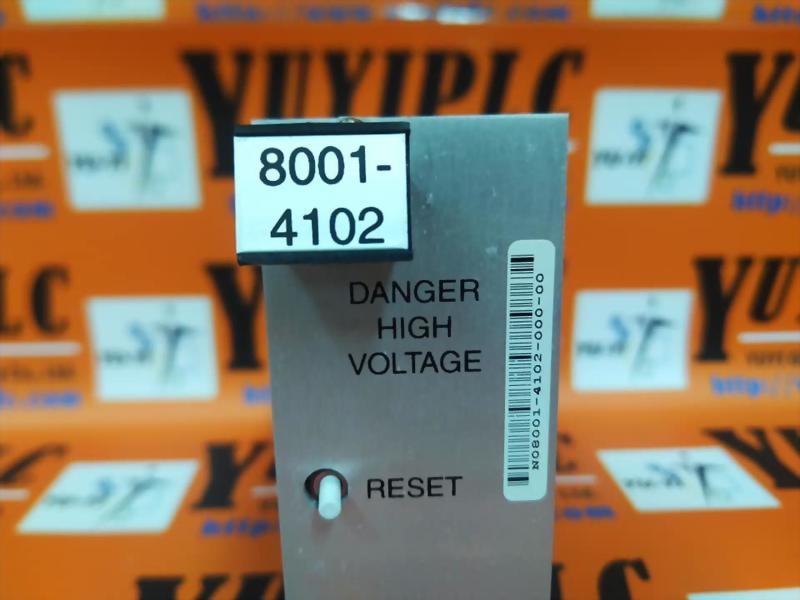 YUYIPLC
8001-
4102
DANGER
HIGH
VOLTAGE
RESET
N08001-4102-000-00